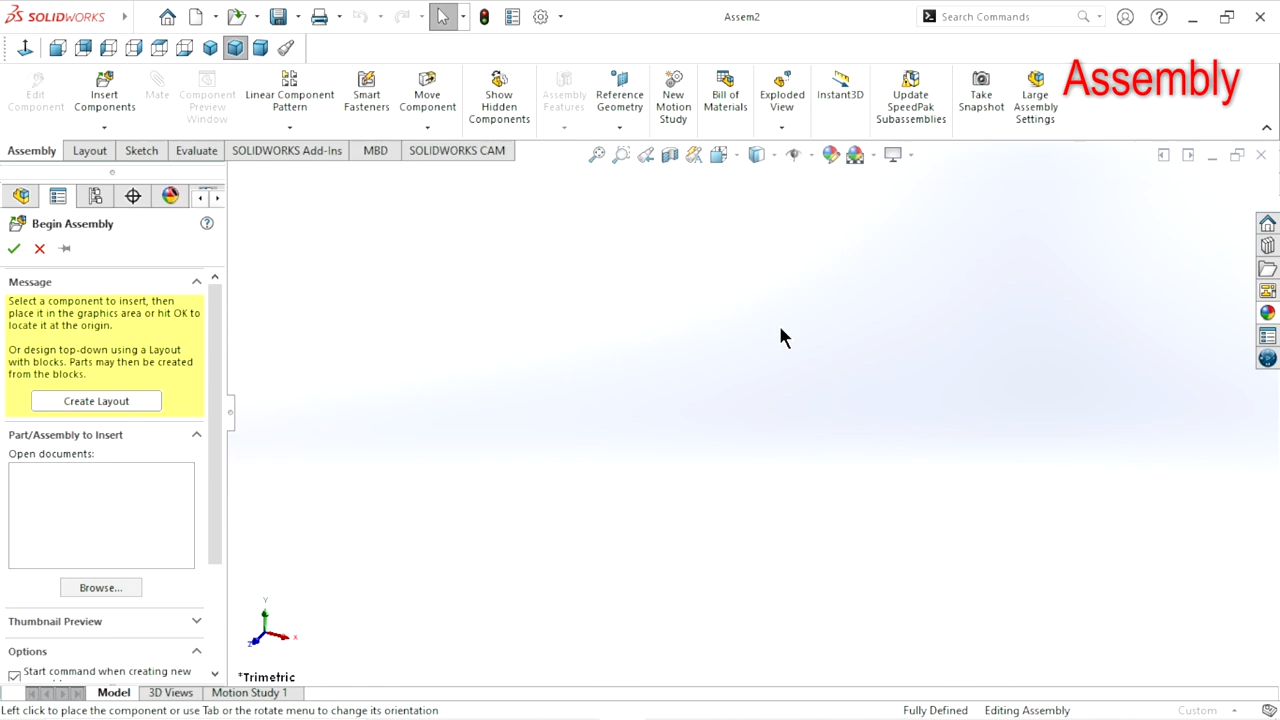 SOLIDWORKS
Assem2
Search Commands
Assembly
Edit
Component
Insert
Components
Mate
Component
Preview
Window
Linear Component
Pattern
Smart
Fasteners
Move
Component
Show
Hidden
Components
Assembly
Features
Reference
Geometry
New
Motion
Study
Bill of
Materials
Exploded
View
Instant3D
Update
SpeedPak
Subassemblies
Take
Snapshot
Large
Assembly
Settings
Assembly
Layout
Sketch
Evaluate
SOLIDWORKS Add-Ins
MBD
SOLIDWORKS CAM
Begin Assembly
Message
Select a component to insert, then
place it in the graphics area or hit OK to
locate it at the origin.
Or design top-down using a Layout
with blocks. Parts may then be created
from the blocks.
Create Layout
Part/Assembly to Insert
Open documents:
Browse...
Thumbnail Preview
Options
Start command when creating new
Y
X
Z
*Trimetric
Model
3D Views
Motion Study 1
Left click to place the component or use Tab or the rotate menu to change its orientation
Fully Defined
Editing Assembly
Custom